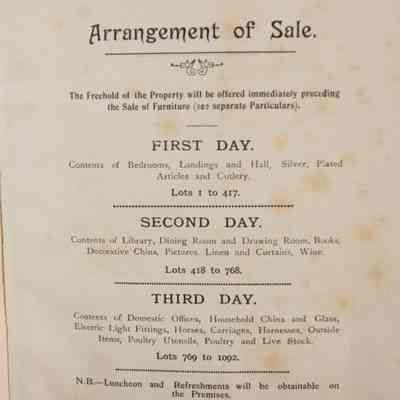 Arrangement of Sale.
The Freehold of the Property will be offered immediately preceding
the Sale of Furniture (see separate Particulars).
FIRST DAY.
Contents of Bedrooms, Landings and Hall, Silver, Plated
Articles and Cutlery.
Lots 1 to 417.
SECOND DAY.
Contents of Library, Dining Room and Drawing Room, Books,
Decorative China, Pictures. Linen and Curtains, Wine.
Lots 418 to 768.
THIRD DAY.
Contents of Domestic Offices, Household China and Glass,
Electric Light Fittings, Horses, Carriages, Harnesses, Outside
Items, Poultry Utensils, Poultry and Live Stock.
Lots 769 to 1092.
N.B.—Luncheon and Refreshments will be obtainable on
the Premises.